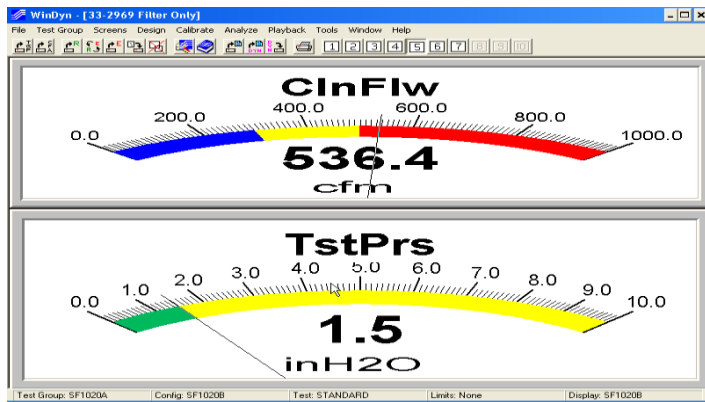 WinDyn - [33-2969 Filter Only]
File Test Group Screens Design Calibrate Analyze Playback Tools Window Help
1 2 3 4 5 6 7 8 9 10
ClnFlw
0.0 200.0 400.0 600.0 800.0 1000.0
536.4
cfm
TstPrs
0.0 1.0 2.0 3.0 4.0 5.0 6.0 7.0 8.0 9.0 10.0
1.5
inH2O
Test Group: SF1020A Config: SF1020B Test: STANDARD Limits: None Display: SF1020B